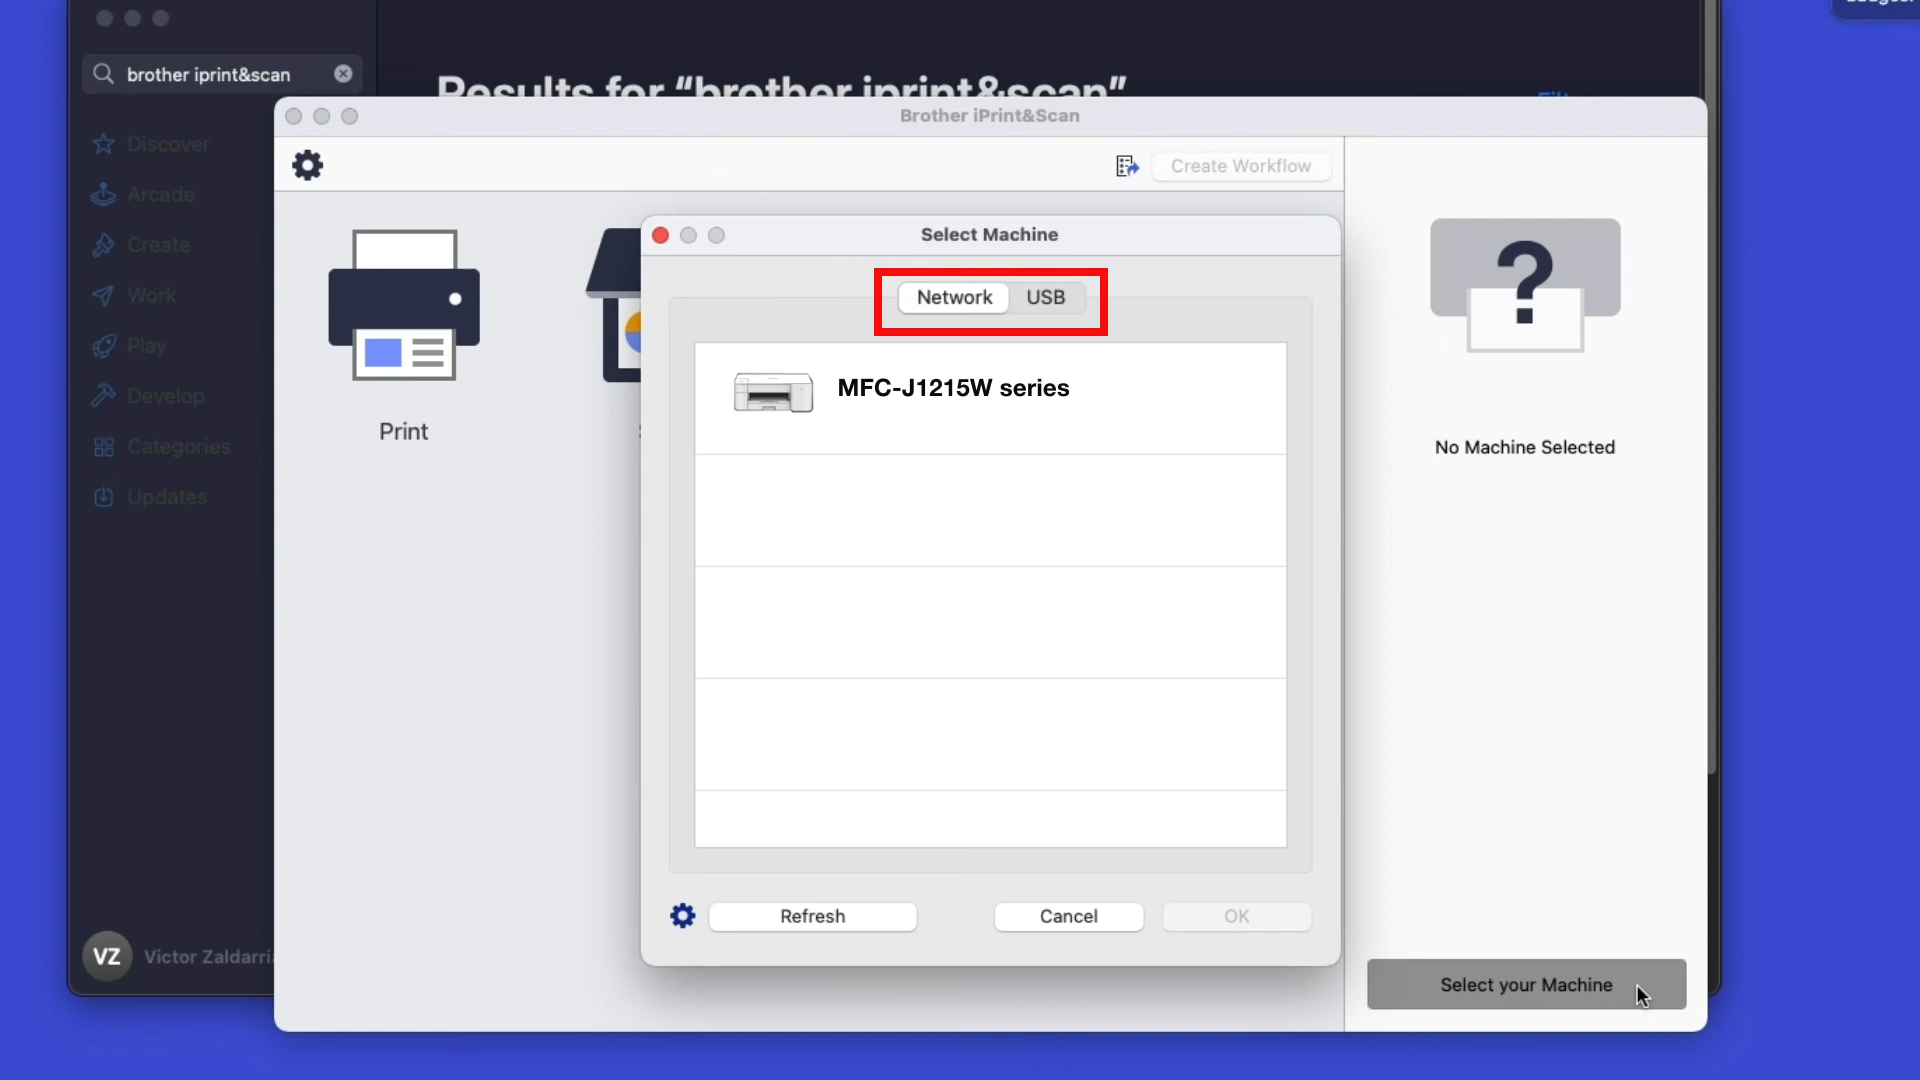 brother iprint&scan
Results for “brother iprint&scan”
Discover
Arcade
Create
Work
Play
Develop
Categories
Updates
VZ
Victor Zaldarri
Brother iPrint&Scan
Create Workflow
Print
Select Machine
Network
USB
MFC-J1215W series
Refresh
Cancel
OK
No Machine Selected
Select your Machine